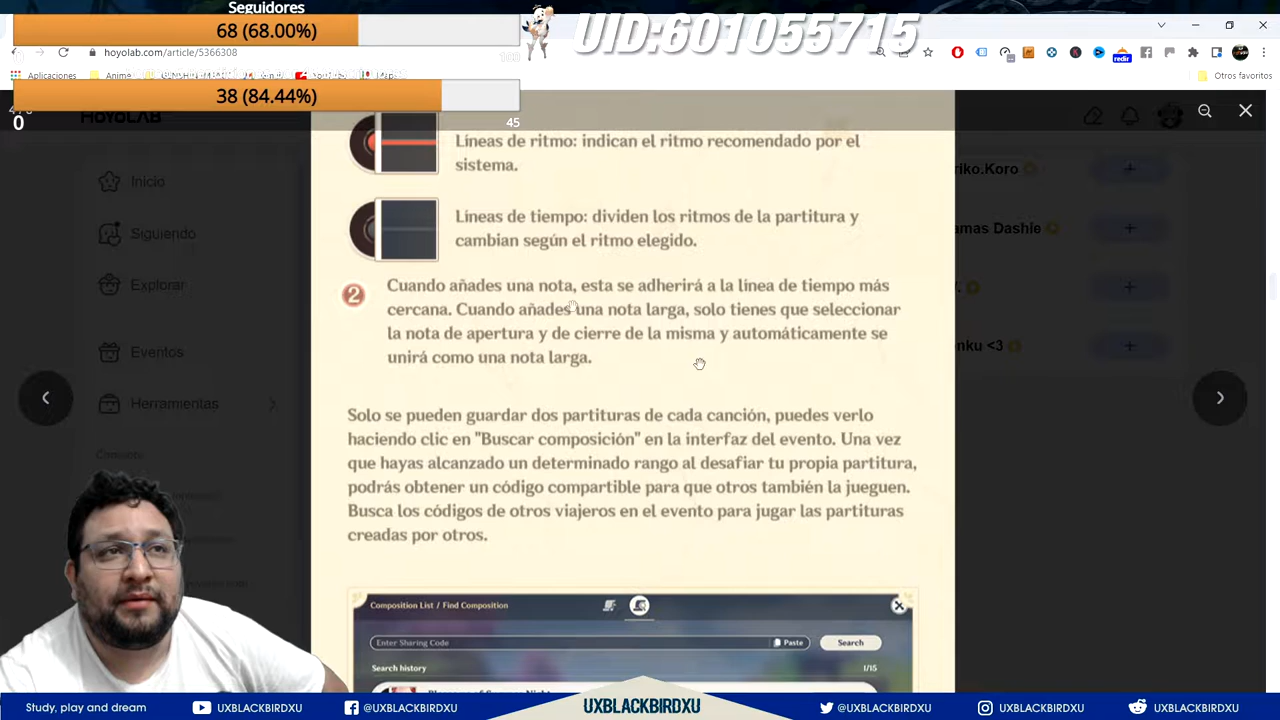 Seguidores
68 (68.00%)
UID:601055715
hoyolab.com/article/5366308
redir
Aplicaciones
Anime
Otros favoritos
38 (84.44%)
0
45
HoYoLAB
Líneas de ritmo: indican el ritmo recomendado por el
sistema.
Inicio
riko.Koro
Líneas de tiempo: dividen los ritmos de la partitura y
cambian según el ritmo elegido.
Siguiendo
amas Dashie
Explorar
2
Cuando añades una nota, esta se adherirá a la línea de tiempo más
cercana. Cuando añades una nota larga, solo tienes que seleccionar
la nota de apertura y de cierre de la misma y automáticamente se
unirá como una nota larga.
Eventos
nku <3
Herramientas
Solo se pueden guardar dos partituras de cada canción, puedes verlo
haciendo clic en "Buscar composición" en la interfaz del evento. Una vez
que hayas alcanzado un determinado rango al desafiar tu propia partitura,
podrás obtener un código compartible para que otros también la jueguen.
Busca los códigos de otros viajeros en el evento para jugar las partituras
creadas por otros.
Composition List / Find Composition
Enter Sharing Code
Paste
Search
Search history
1/15
Study, play and dream
UXBLACKBIRDXU
@UXBLACKBIRDXU
UXBLACKBIRDXU
@UXBLACKBIRDXU
UXBLACKBIRDXU
UXBLACKBIRDXU